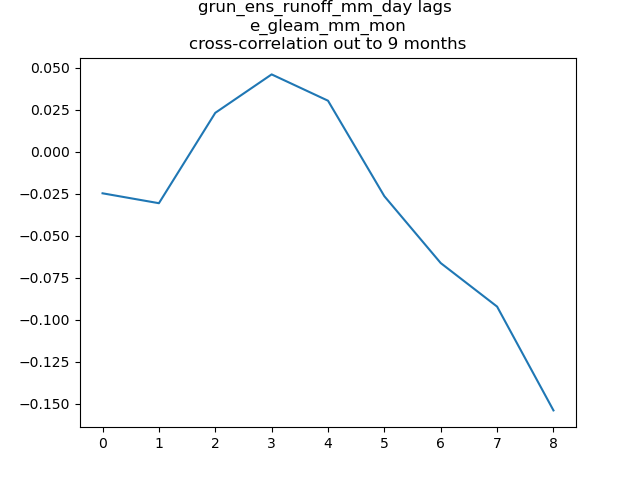 grun_ens_runoff_mm_day lags
e_gleam_mm_mon
cross-correlation out to 9 months
0.050
0.025
0.000
−0.025
−0.050
−0.075
−0.100
−0.125
−0.150
0 1 2 3 4 5 6 7 8